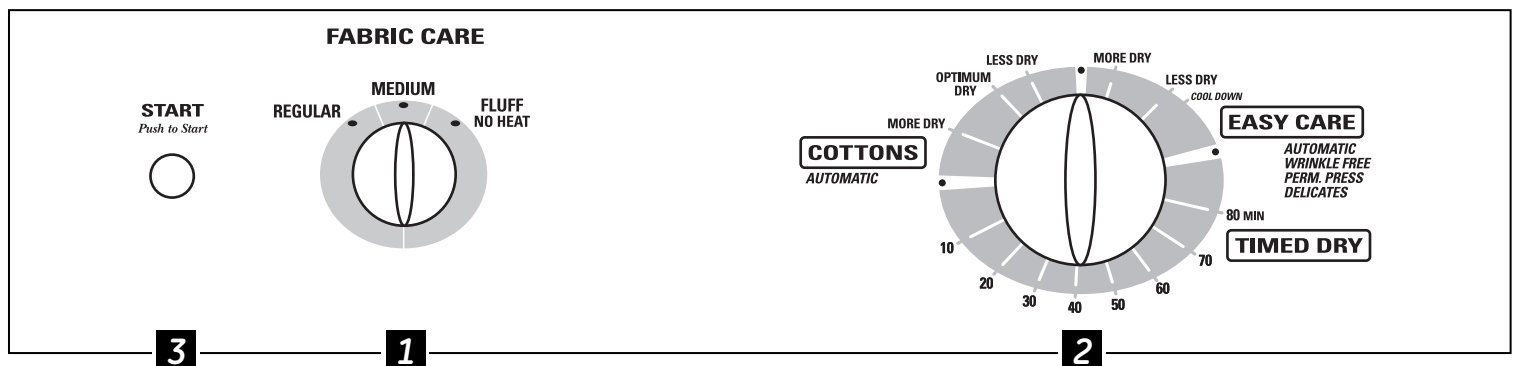 FABRIC CARE
START
Push to Start
REGULAR
MEDIUM
FLUFF
NO HEAT
COTTONS
AUTOMATIC
MORE DRY
OPTIMUM
DRY
LESS DRY
MORE DRY
LESS DRY
COOL DOWN
EASY CARE
AUTOMATIC
WRINKLE FREE
PERM. PRESS
DELICATES
80 MIN
TIMED DRY
70
60
50
40
30
20
10
3
1
2